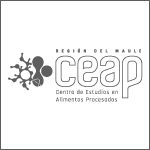 REGIÓN DEL MAULE
ceap
Centro de Estudios en
Alimentos Procesados